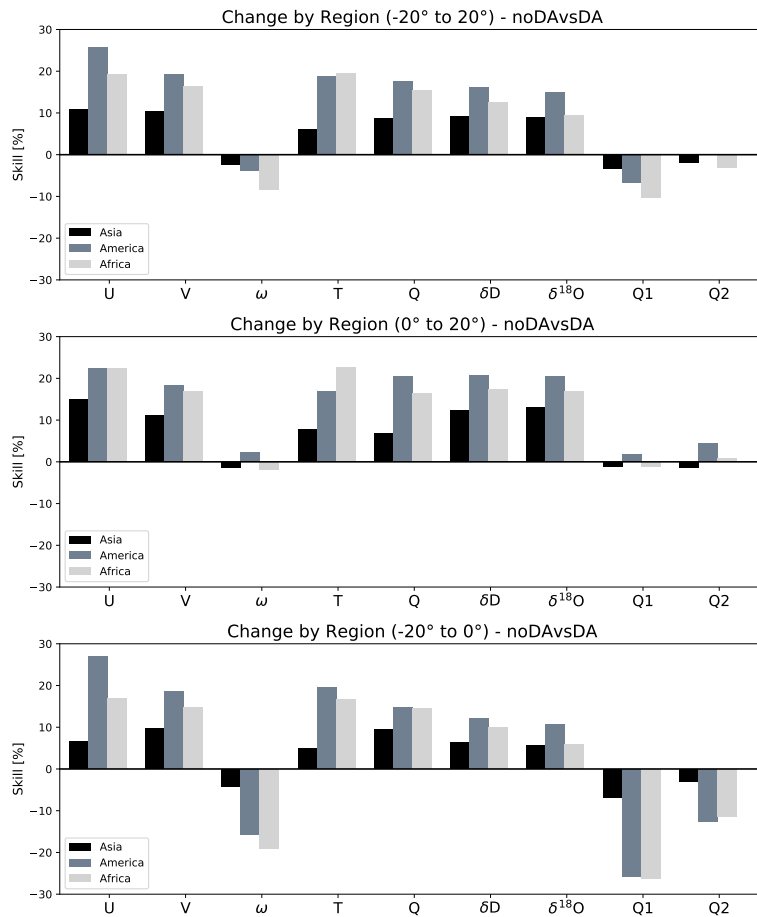 Change by Region (-20° to 20°) - noDAvsDA
30
20
10
0
−10
−20
−30
Skill [%]
Asia
America
Africa
U V ω T Q δD δ¹⁸O Q1 Q2
Change by Region (0° to 20°) - noDAvsDA
30
20
10
0
−10
−20
−30
Skill [%]
Asia
America
Africa
U V ω T Q δD δ¹⁸O Q1 Q2
Change by Region (-20° to 0°) - noDAvsDA
30
20
10
0
−10
−20
−30
Skill [%]
Asia
America
Africa
U V ω T Q δD δ¹⁸O Q1 Q2